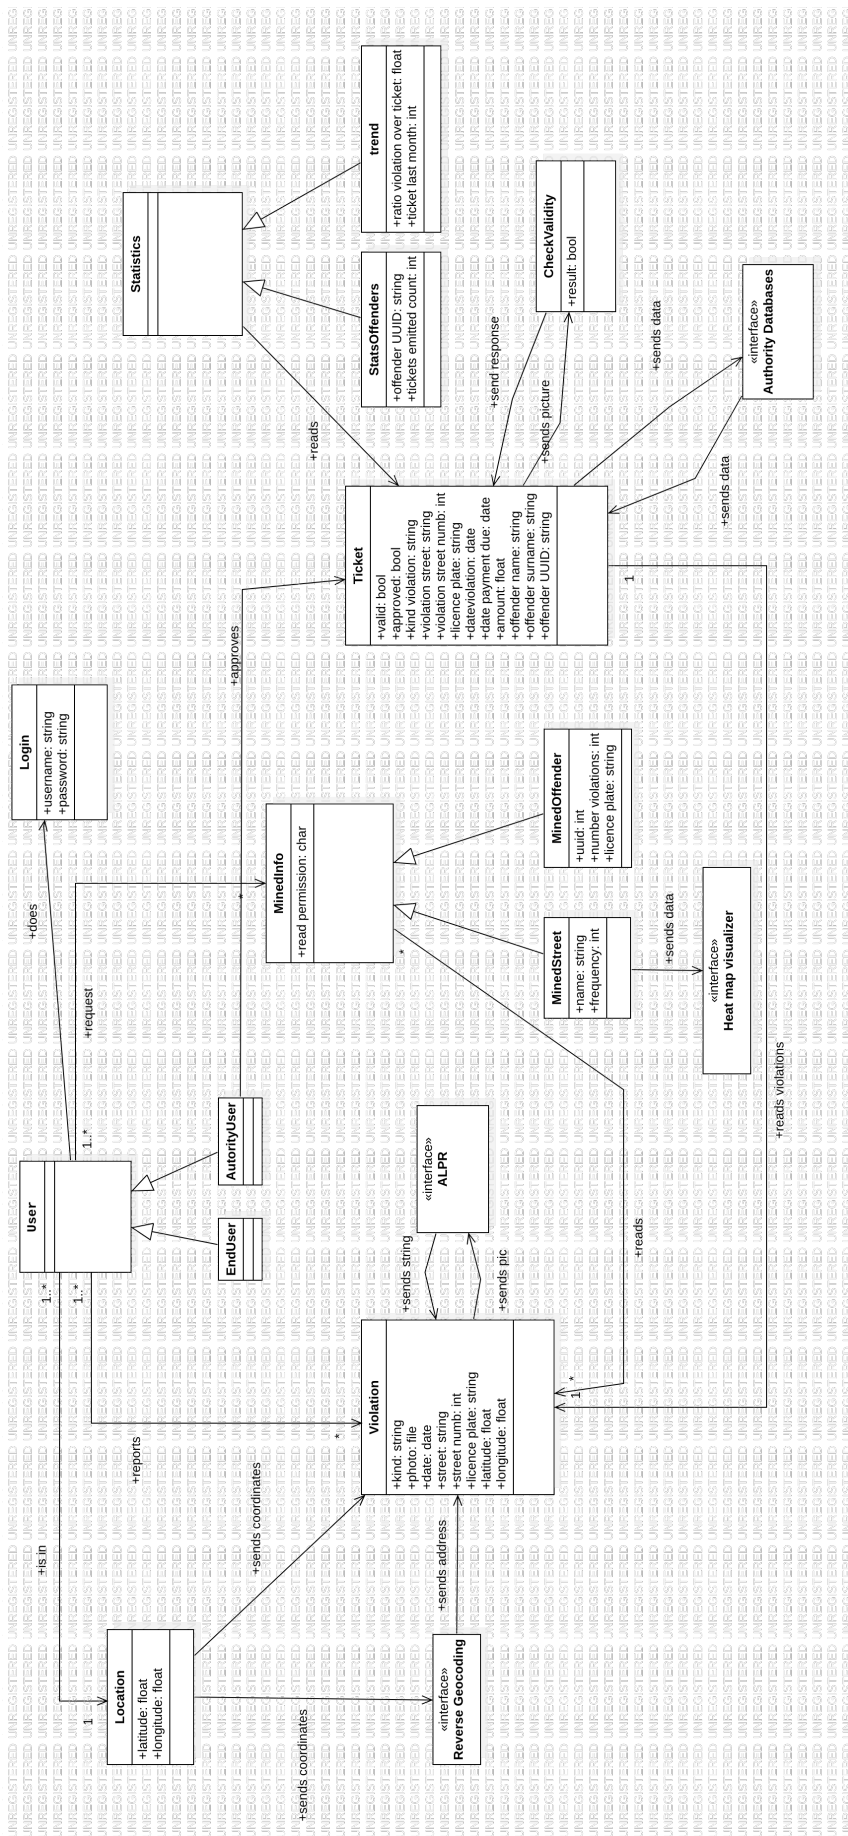 Location
+latitude: float
+longitude: float
+is in
1..*
1
+sends coordinates
+sends coordinates
«interface»
Reverse Geocoding
+sends address
User
1..*
+reports
*
1..*
+request
*
+does
Login
+username: string
+password: string
EndUser
AutorityUser
+approves
Violation
+kind: string
+photo: file
+date: date
+street: string
+street numb: int
+licence plate: string
+latitude: float
+longitude: float
+sends string
+sends pic
«interface»
ALPR
MinedInfo
+read permission: char
*
+reads
1..*
MinedStreet
+name: string
+frequency: int
MinedOffender
+uuid: int
+number violations: int
+licence plate: string
+sends data
«interface»
Heat map visualizer
+reads violations
1
Ticket
+valid: bool
+approved: bool
+kind violation: string
+violation street: string
+violation street numb: int
+licence plate: string
+dateviolation: date
+date payment due: date
+amount: float
+offender name: string
+offender surname: string
+offender UUID: string
+reads
Statistics
StatsOffenders
+offender UUID: string
+tickets emitted count: int
trend
+ratio violation over ticket: float
+ticket last month: int
+send response
+sends picture
CheckValidity
+result: bool
+sends data
+sends data
«interface»
Authority Databases
UNREGISTERED